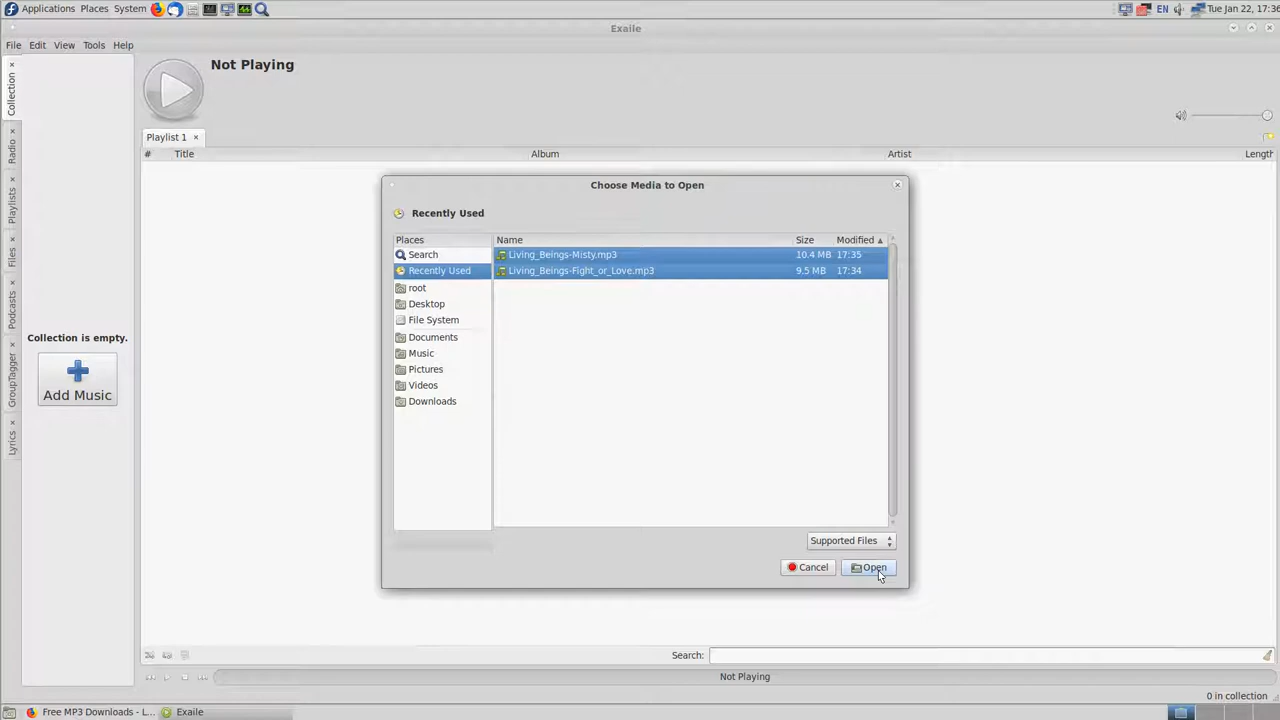 Applications Places System EN Tue Jan 22, 17:36
Exaile
File Edit View Tools Help
Collection
Radio
Playlists
Files
Podcasts
GroupTagger
Lyrics
Collection is empty.
Add Music
Not Playing
Playlist 1
# Title Album Artist Length
Choose Media to Open
Recently Used
Places Name Size Modified
Search
Recently Used
root
Desktop
File System
Documents
Music
Pictures
Videos
Downloads
Living_Beings-Misty.mp3 10.4 MB 17:35
Living_Beings-Fight_or_Love.mp3 9.5 MB 17:34
Supported Files
Cancel Open
Search:
Not Playing
0 in collection
Free MP3 Downloads - L... Exaile